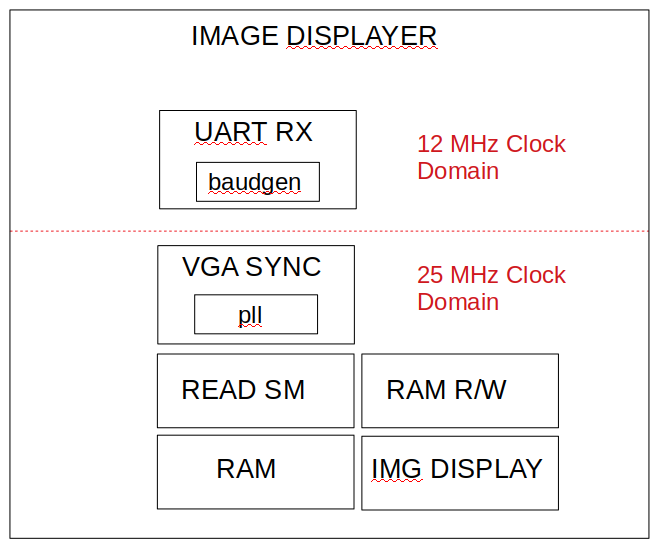 IMAGE DISPLAYER
UART RX
baudgen
12 MHz Clock
Domain
VGA SYNC
pll
25 MHz Clock
Domain
READ SM
RAM R/W
RAM
IMG DISPLAY